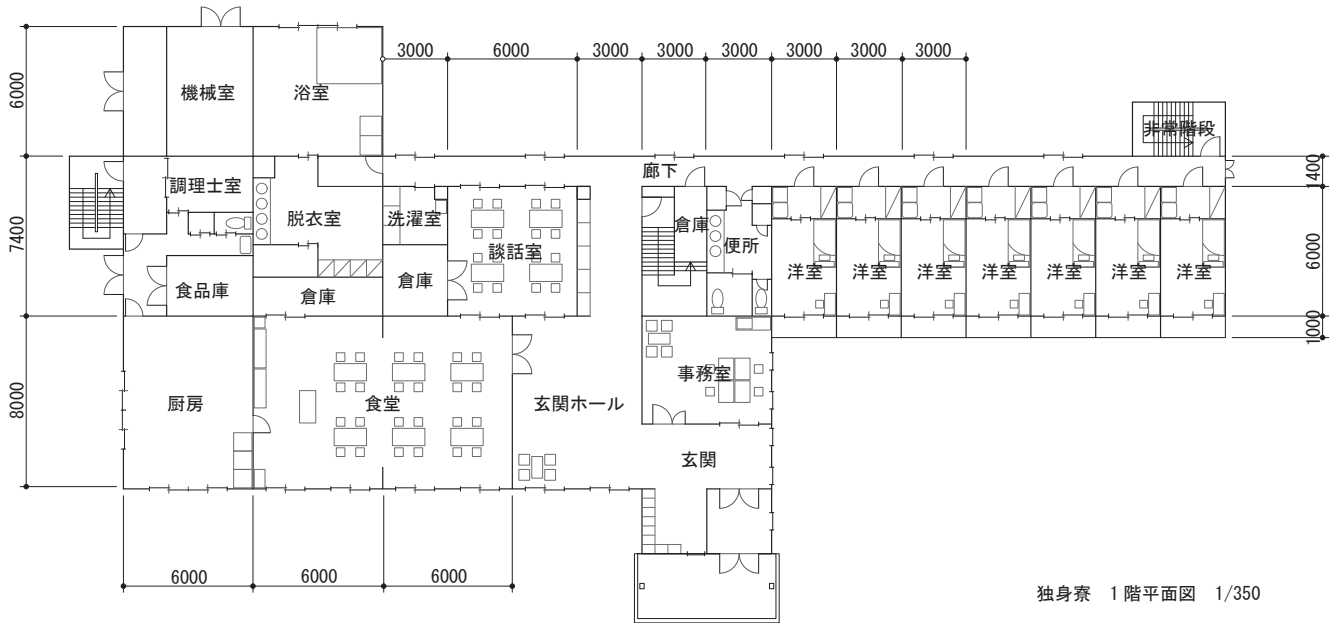 3000 6000 3000 3000 3000 3000 3000 3000
6000
機械室 浴室
非常階段
廊下
1400
調理士室
脱衣室 洗濯室
倉庫
便所
談話室
7400
6000
洋室 洋室 洋室 洋室 洋室 洋室 洋室
食品庫
倉庫
倉庫
1000
事務室
8000
厨房 食堂 玄関ホール
玄関
6000 6000 6000
独身寮 1階平面図 1/350